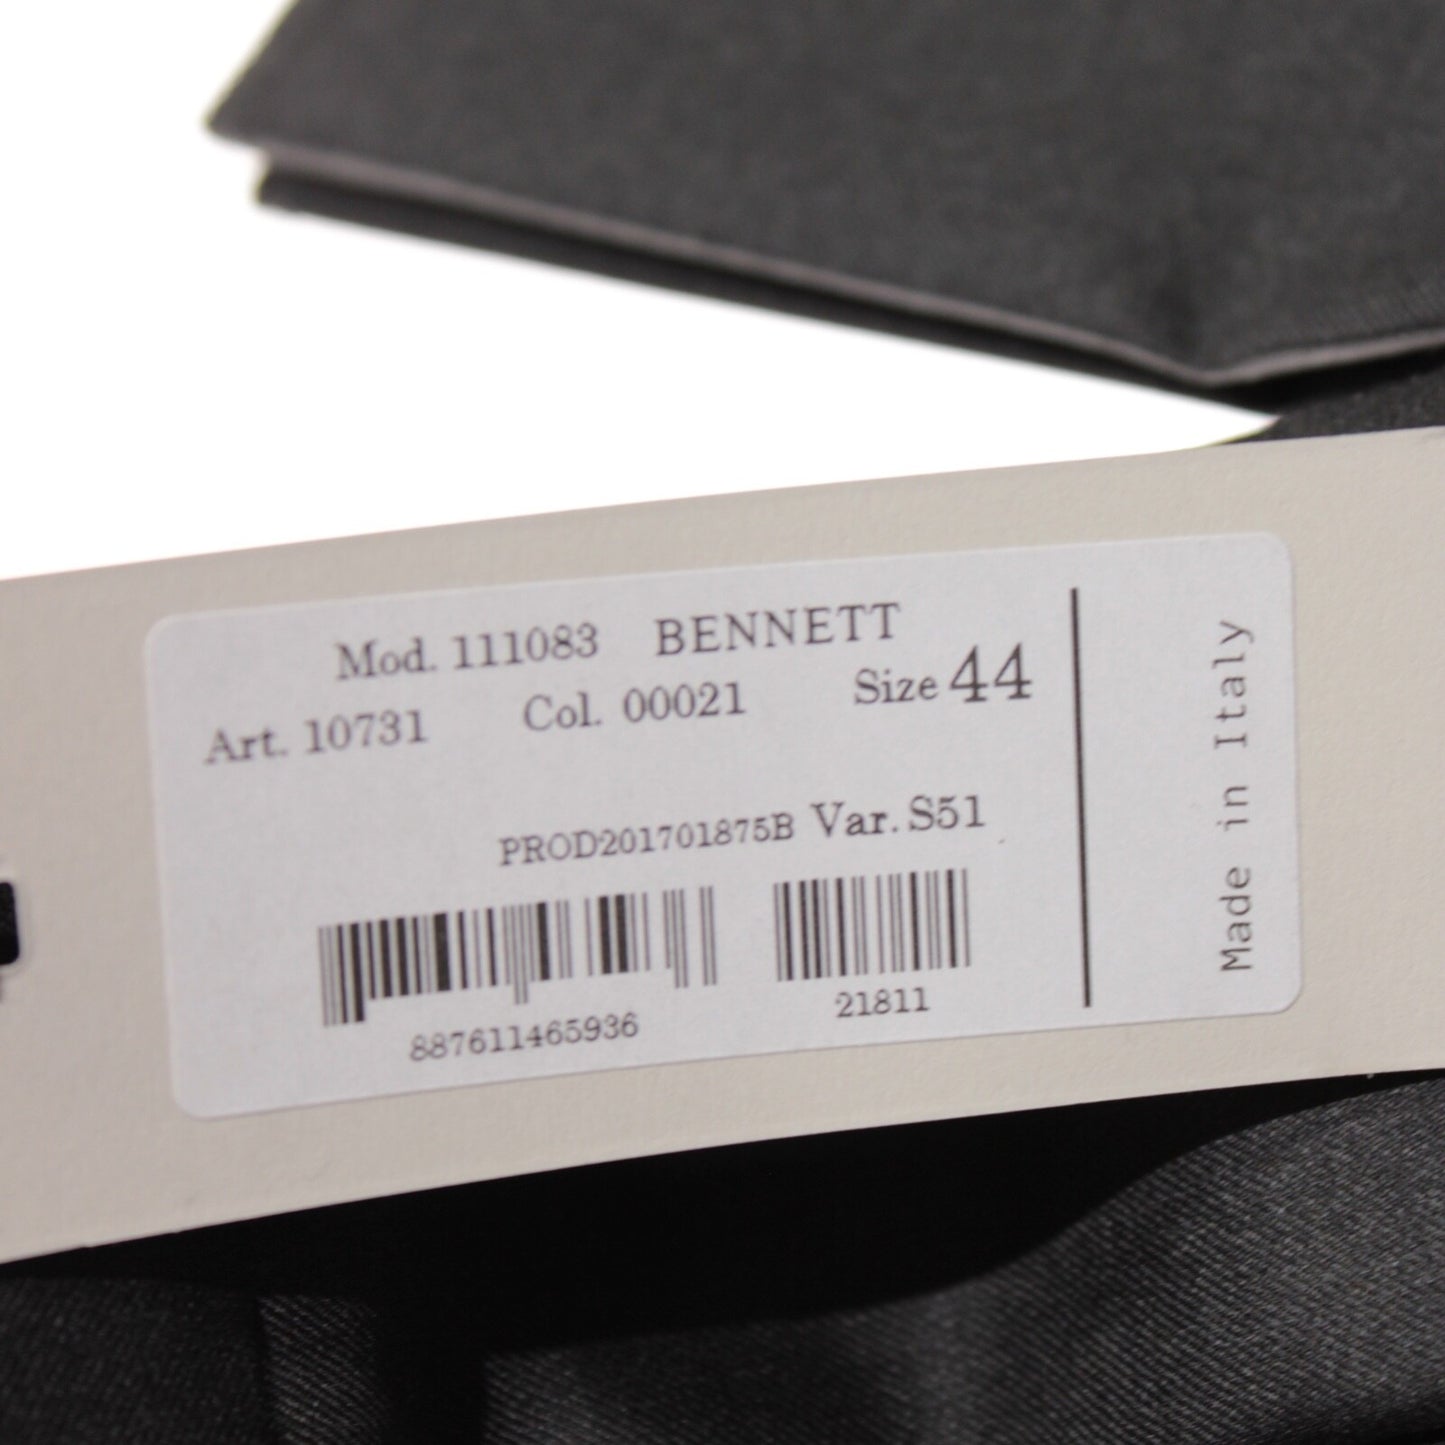 Mod. 111083 BENNETT
Art. 10731 Col. 00021 Size 44
PROD201701875B Var. S51
887611465936 21811
Made in Italy